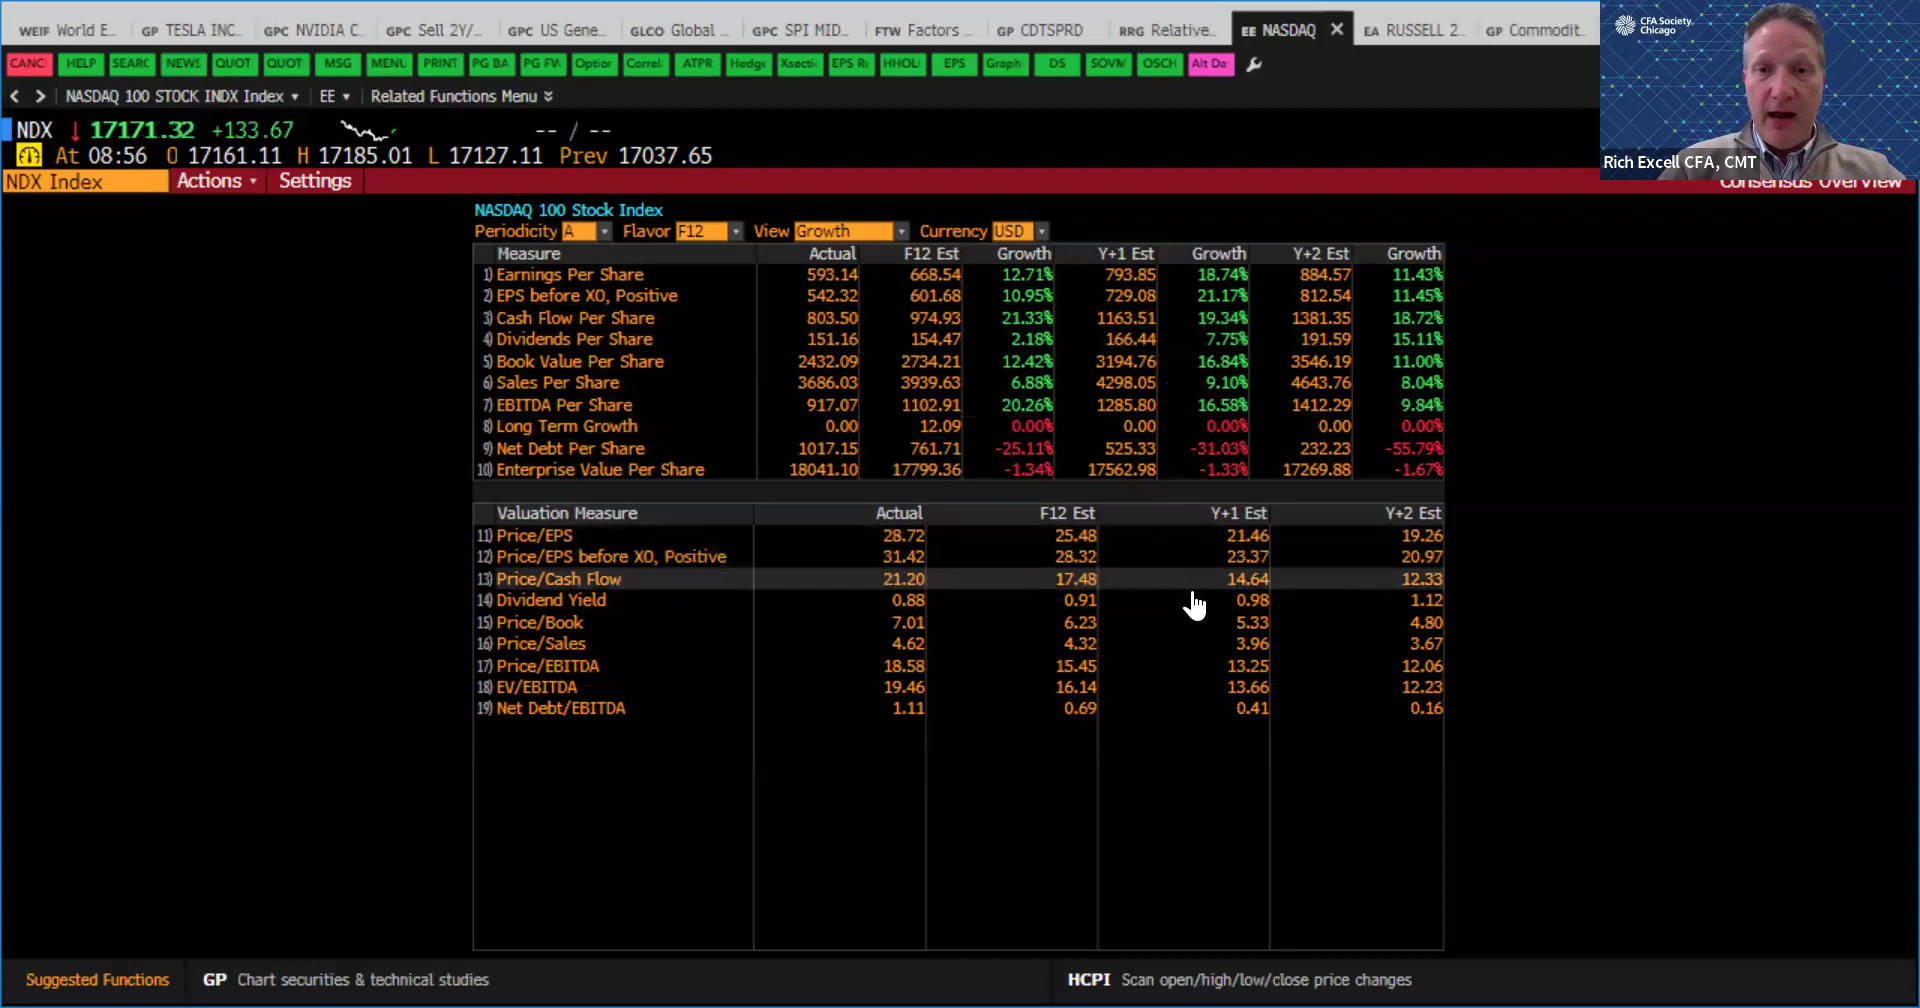 WEIF World E... GP TESLA INC... GPC NVIDIA C... GPC Sell 2Y/... GPC US Gene... GLCO Global ... GPC SPI MID... FTW Factors ... GP CDTSPRD RRG Relative... EE NASDAQ ✕ EA RUSSELL 2... GP Commodit...
CFA Society
Chicago
CANC HELP SEARC NEWS QUOT QUOT MSG MENU PRINT PG BA PG FW Option Correl ATPR Hedge Xsecti EPS Re HHOL EPS Graph DS SOVM OSCH Alt Da
< > NASDAQ 100 STOCK INDX Index EE Related Functions Menu
NDX ↓ 17171.32 +133.67 -- / --
At 08:56 O 17161.11 H 17185.01 L 17127.11 Prev 17037.65
Rich Excell CFA, CMT
NDX Index Actions Settings Consensus Overview
NASDAQ 100 Stock Index
Periodicity A Flavor F12 View Growth Currency USD
Measure Actual F12 Est Growth Y+1 Est Growth Y+2 Est Growth
1) Earnings Per Share 593.14 668.54 12.71% 793.85 18.74% 884.57 11.43%
2) EPS before XO, Positive 542.32 601.68 10.95% 729.08 21.17% 812.54 11.45%
3) Cash Flow Per Share 803.50 974.93 21.33% 1163.51 19.34% 1381.35 18.72%
4) Dividends Per Share 151.16 154.47 2.18% 166.44 7.75% 191.59 15.11%
5) Book Value Per Share 2432.09 2734.21 12.42% 3194.76 16.84% 3546.19 11.00%
6) Sales Per Share 3686.03 3939.63 6.88% 4298.05 9.10% 4643.76 8.04%
7) EBITDA Per Share 917.07 1102.91 20.26% 1285.80 16.58% 1412.29 9.84%
8) Long Term Growth 0.00 12.09 0.00% 0.00 0.00% 0.00 0.00%
9) Net Debt Per Share 1017.15 761.71 -25.11% 525.33 -31.03% 232.23 -55.79%
10) Enterprise Value Per Share 18041.10 17799.36 -1.34% 17562.98 -1.33% 17269.88 -1.67%
Valuation Measure Actual F12 Est Y+1 Est Y+2 Est
11) Price/EPS 28.72 25.48 21.46 19.26
12) Price/EPS before XO, Positive 31.42 28.32 23.37 20.97
13) Price/Cash Flow 21.20 17.48 14.64 12.33
14) Dividend Yield 0.88 0.91 0.98 1.12
15) Price/Book 7.01 6.23 5.33 4.80
16) Price/Sales 4.62 4.32 3.96 3.67
17) Price/EBITDA 18.58 15.45 13.25 12.06
18) EV/EBITDA 19.46 16.14 13.66 12.23
19) Net Debt/EBITDA 1.11 0.69 0.41 0.16
Suggested Functions GP Chart securities & technical studies HCPI Scan open/high/low/close price changes